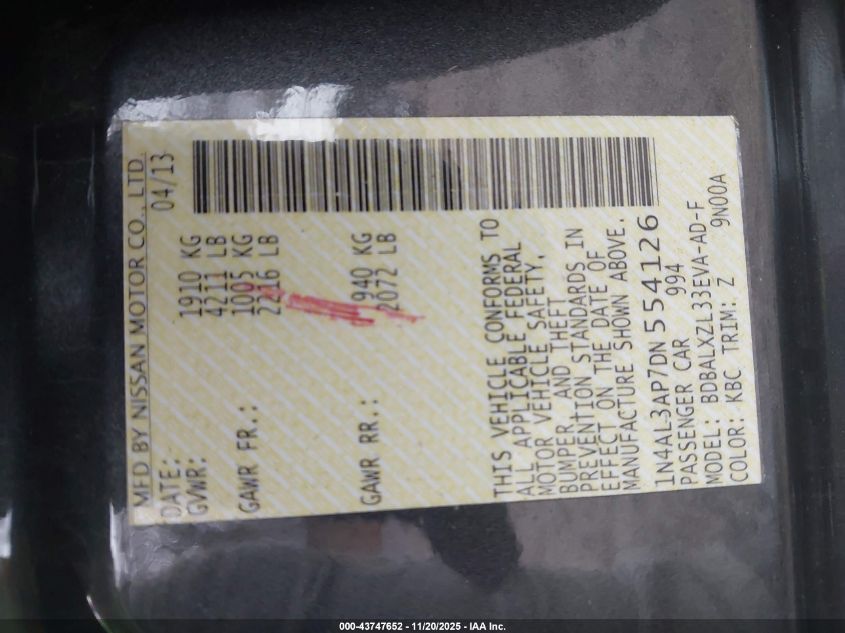 MFD BY NISSAN MOTOR CO., LTD.
DATE: 04/13
GVWR: 1910 KG
4211 LB
GAWR FR.: 1005 KG
2216 LB
GAWR RR.: 940 KG
2072 LB
THIS VEHICLE CONFORMS TO
ALL APPLICABLE FEDERAL
MOTOR VEHICLE SAFETY,
BUMPER, AND THEFT
PREVENTION STANDARDS IN
EFFECT ON THE DATE OF
MANUFACTURE SHOWN ABOVE.
1N4AL3AP7DN554126
PASSENGER CAR 994
MODEL: BDBALXZL33EVA-AD-F
COLOR: KBC TRIM: Z 9N00A
000-43747652 - 11/20/2025 - IAA Inc.